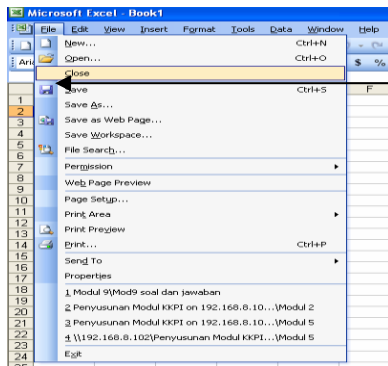 Microsoft Excel - Book1
File Edit View Insert Format Tools Data Window Help
New... Ctrl+N
Open... Ctrl+O
Close
Save Ctrl+S
Save As...
Save as Web Page...
Save Workspace...
File Search...
Permission
Web Page Preview
Page Setup...
Print Area
Print Preview
Print... Ctrl+P
Send To
Properties
1 Modul 9\Mod9 soal dan jawaban
2 Penyusunan Modul KKPI on 192.168.8.10...\Modul 2
3 Penyusunan Modul KKPI on 192.168.8.10...\Modul 5
4 \\192.168.8.102\Penyusunan Modul KKPI...\Modul 5
Exit
Ari
$ %
F
1
2
3
4
5
6
7
8
9
10
11
12
13
14
15
16
17
18
19
20
21
22
23
24
25